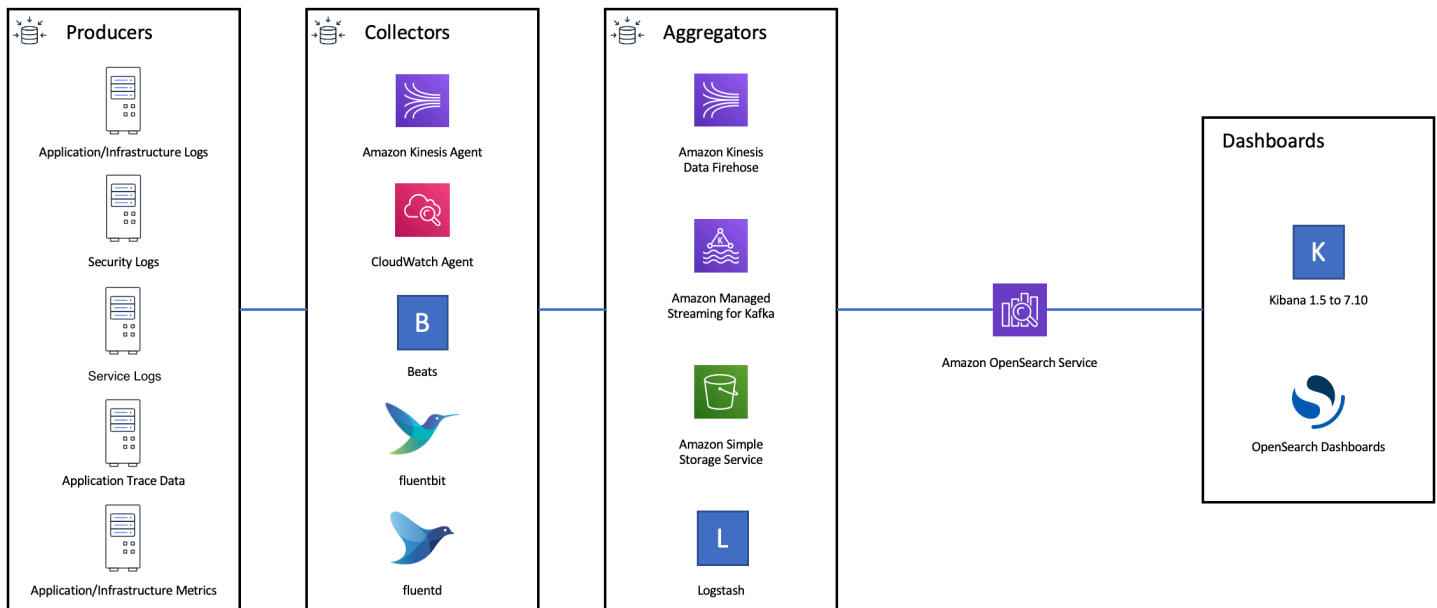 Producers
Application/Infrastructure Logs
Security Logs
Service Logs
Application Trace Data
Application/Infrastructure Metrics
Collectors
Amazon Kinesis Agent
CloudWatch Agent
B
Beats
fluentbit
fluentd
Aggregators
Amazon Kinesis
Data Firehose
K
Amazon Managed
Streaming for Kafka
Amazon Simple
Storage Service
L
Logstash
Amazon OpenSearch Service
Dashboards
K
Kibana 1.5 to 7.10
OpenSearch Dashboards